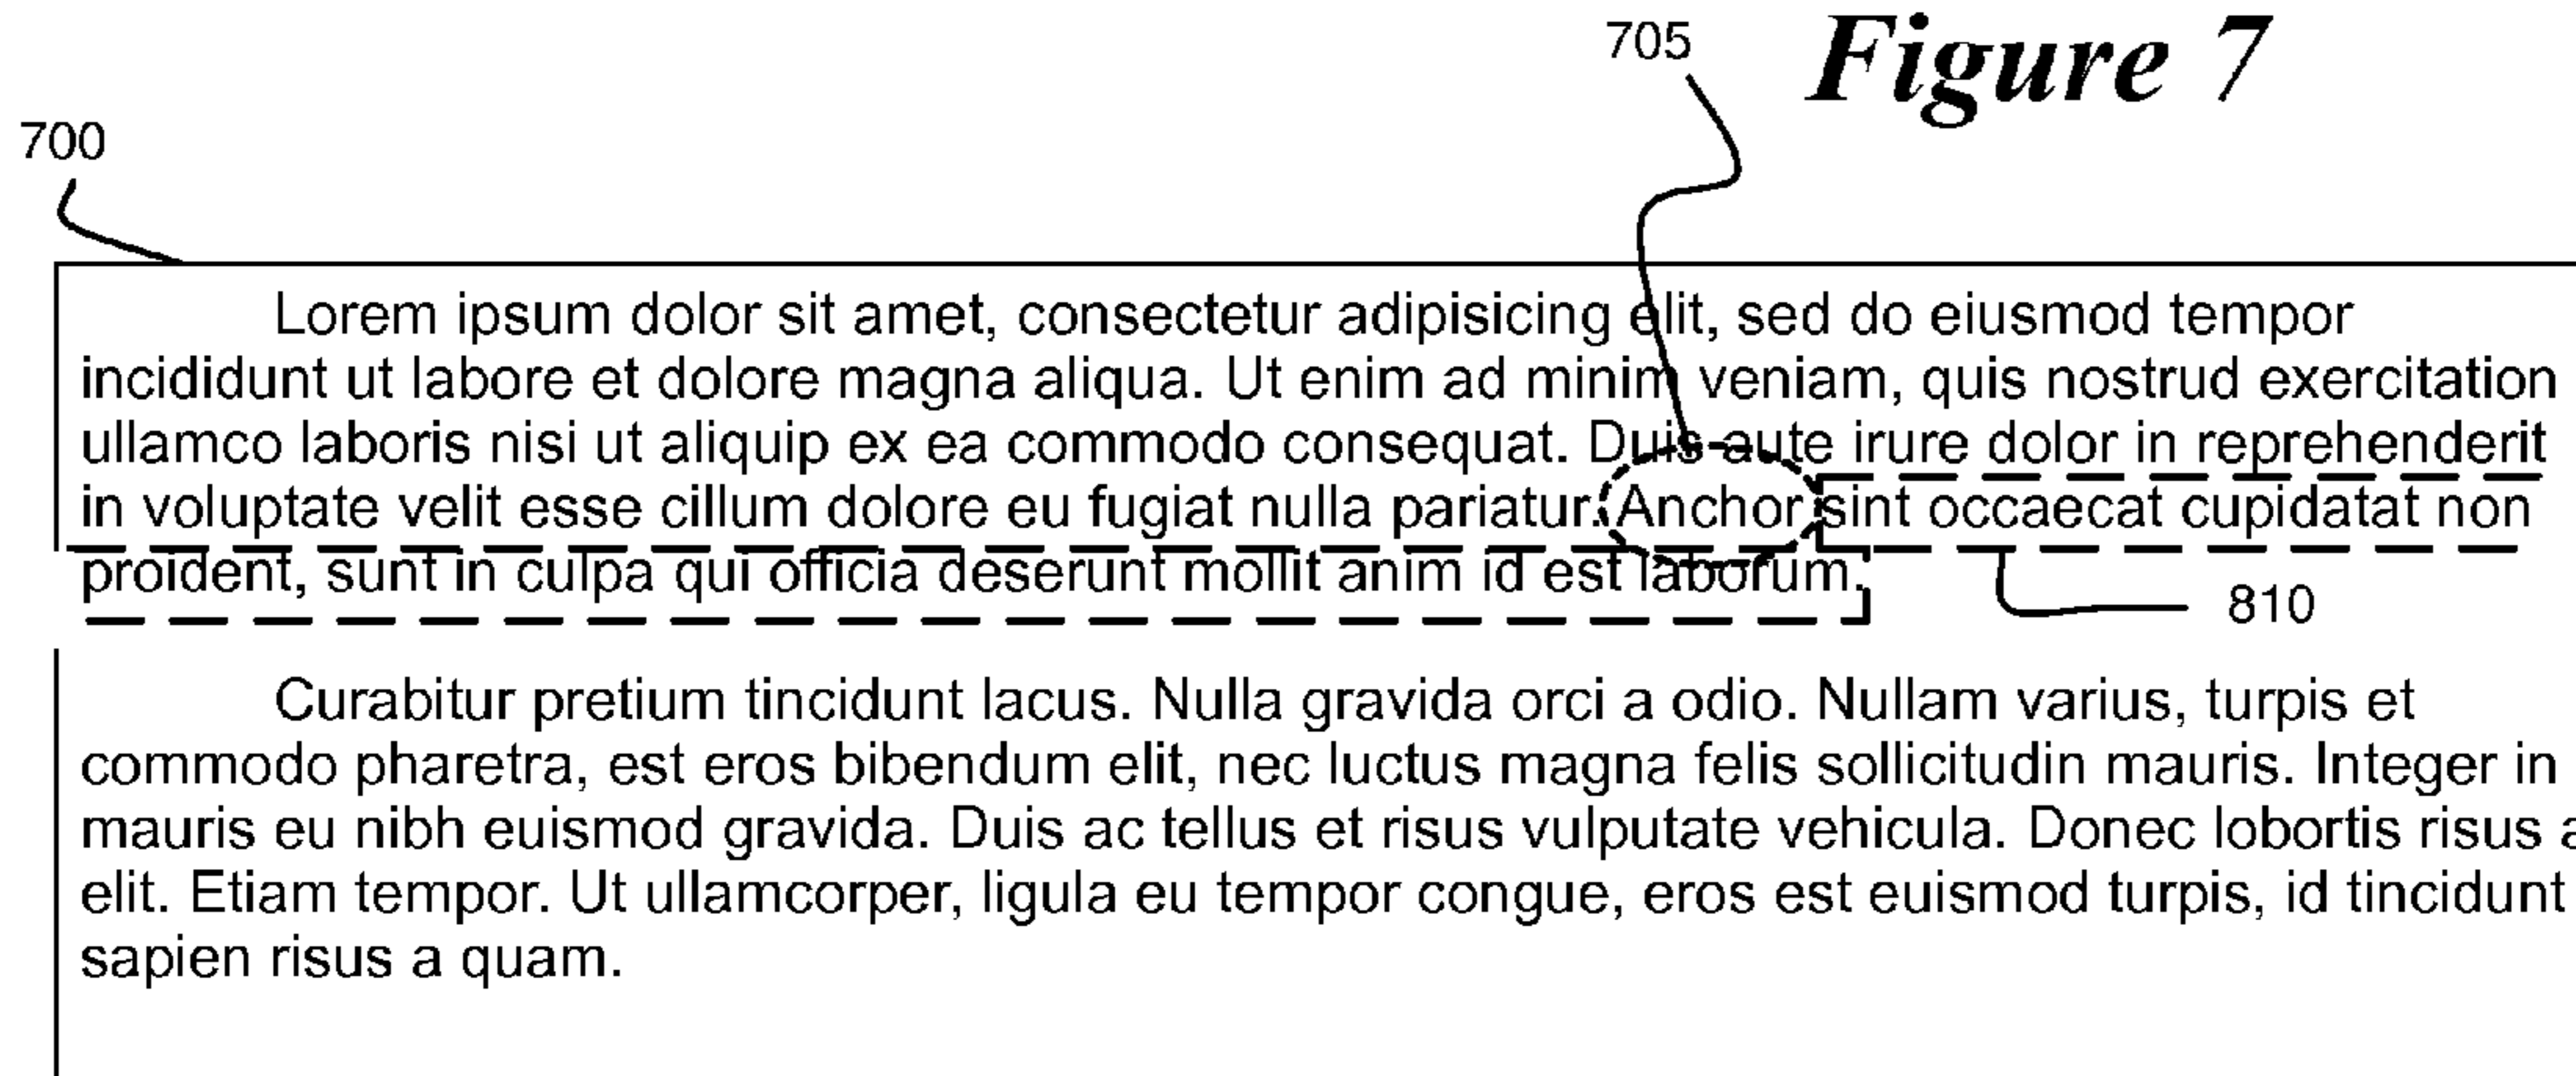 705
Figure 7
700
Lorem ipsum dolor sit amet, consectetur adipisicing elit, sed do eiusmod tempor
incididunt ut labore et dolore magna aliqua. Ut enim ad minim veniam, quis nostrud exercitation
ullamco laboris nisi ut aliquip ex ea commodo consequat. Duis aute irure dolor in reprehenderit
in voluptate velit esse cillum dolore eu fugiat nulla pariatur. Anchor sint occaecat cupidatat non
proident, sunt in culpa qui officia deserunt mollit anim id est laborum.
810
Curabitur pretium tincidunt lacus. Nulla gravida orci a odio. Nullam varius, turpis et
commodo pharetra, est eros bibendum elit, nec luctus magna felis sollicitudin mauris. Integer in
mauris eu nibh euismod gravida. Duis ac tellus et risus vulputate vehicula. Donec lobortis risus a
elit. Etiam tempor. Ut ullamcorper, ligula eu tempor congue, eros est euismod turpis, id tincidunt
sapien risus a quam.